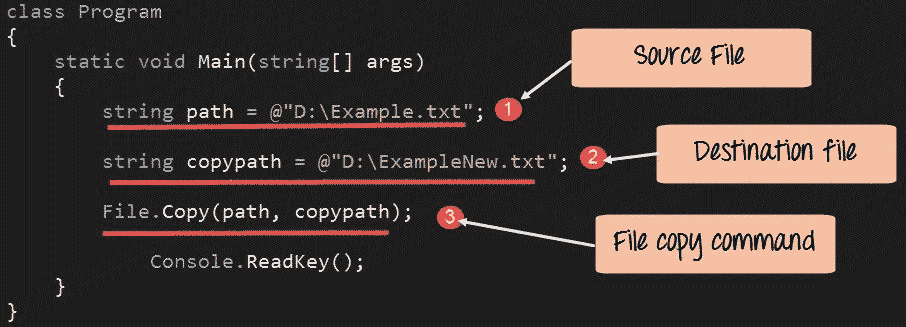 class Program
{
static void Main(string[] args)
{
string path = @"D:\Example.txt"; 1
Source File
string copypath = @"D:\ExampleNew.txt"; 2
Destination file
File.Copy(path, copypath); 3
File copy command
Console.ReadKey();
}
}